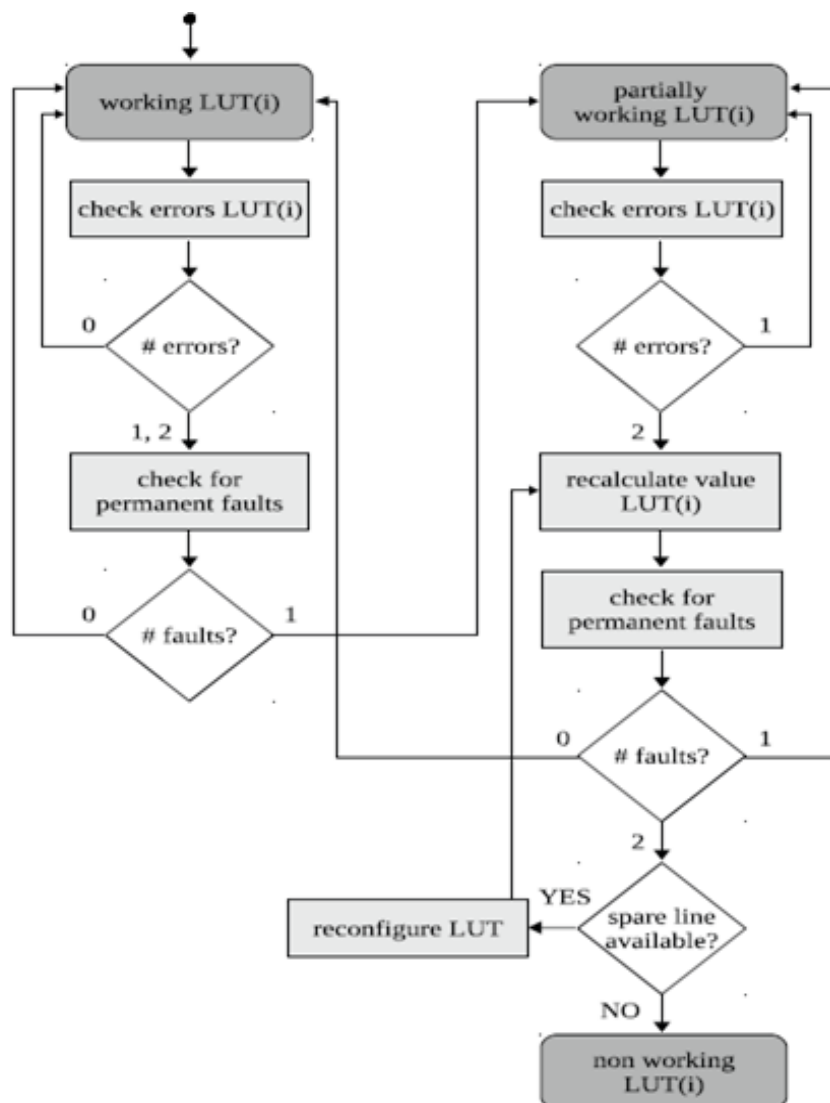 working LUT(i)
check errors LUT(i)
0
# errors?
1, 2
check for
permanent faults
0
# faults?
1
partially
working LUT(i)
check errors LUT(i)
# errors?
1
2
recalculate value
LUT(i)
check for
permanent faults
0
# faults?
1
2
YES
reconfigure LUT
spare line
available?
NO
non working
LUT(i)